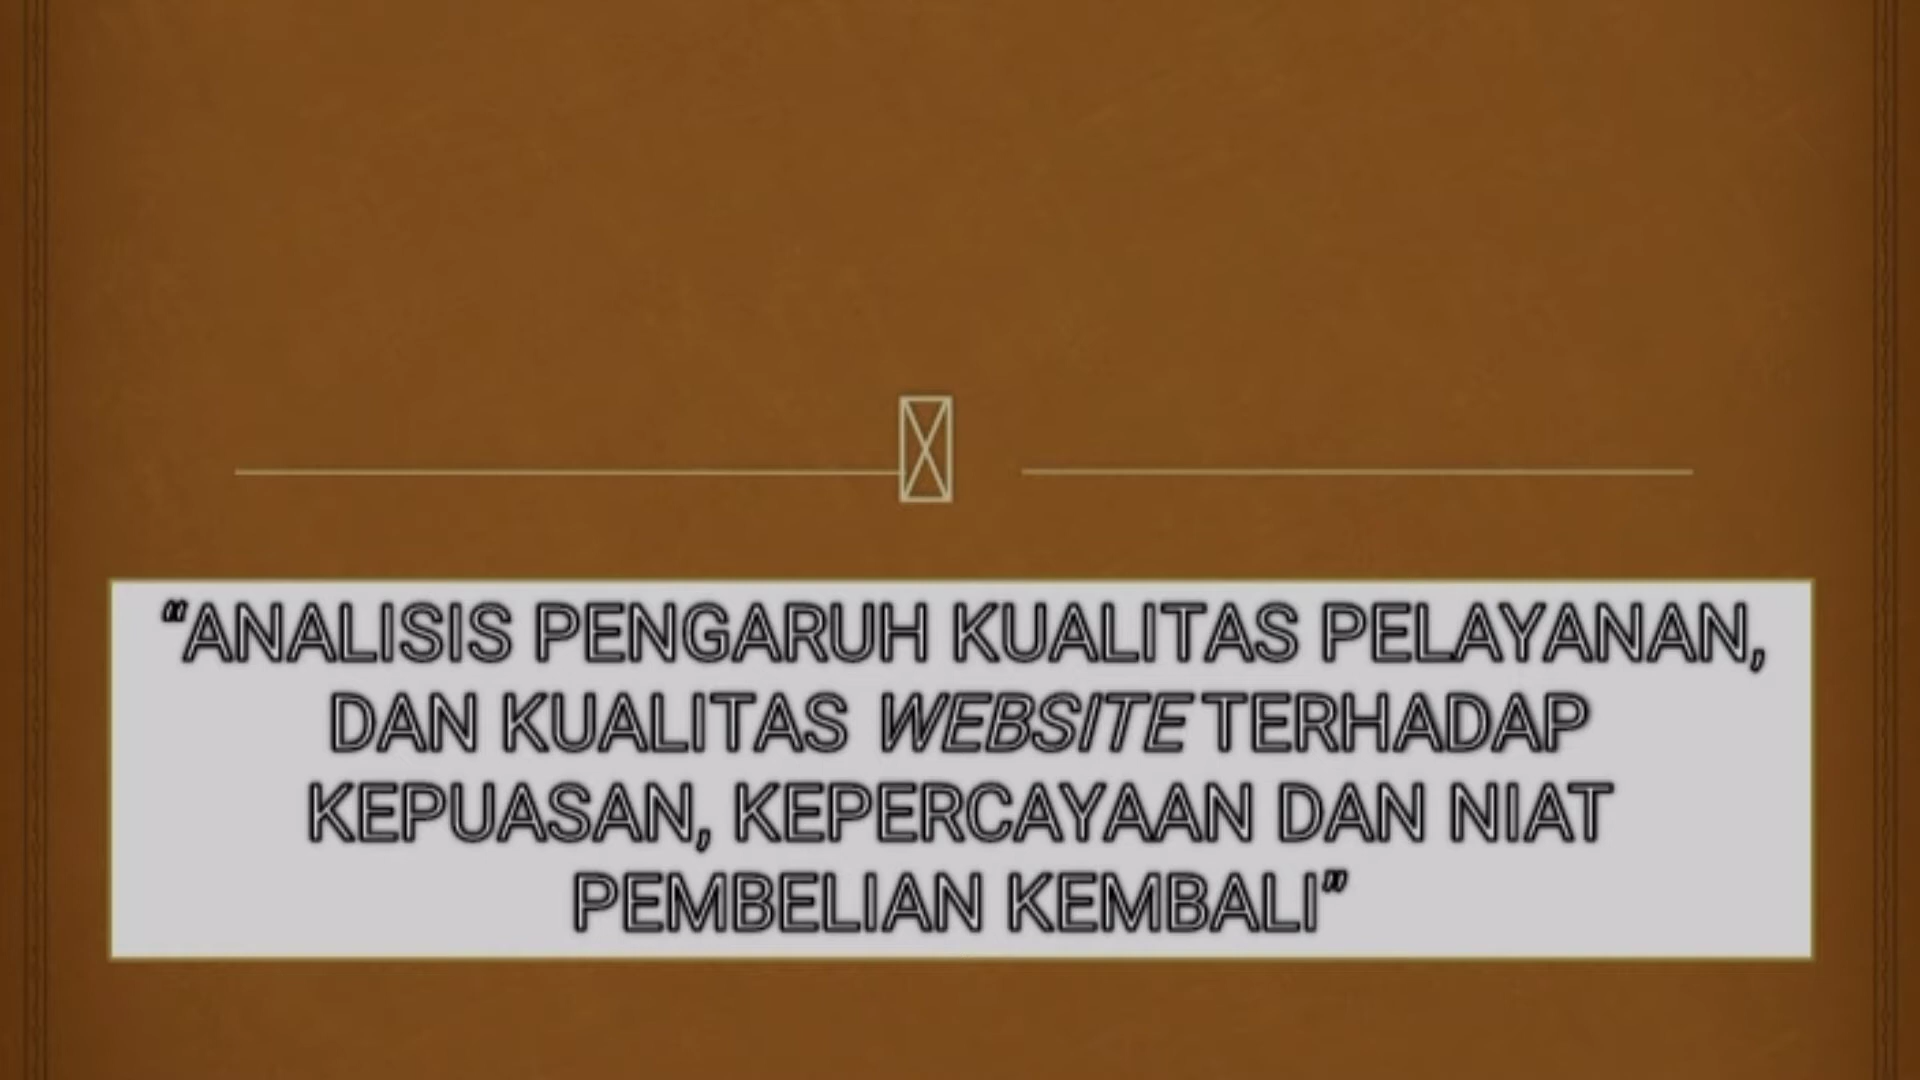 “ANALISIS PENGARUH KUALITAS PELAYANAN,
DAN KUALITAS WEBSITE TERHADAP
KEPUASAN, KEPERCAYAAN DAN NIAT
PEMBELIAN KEMBALI”